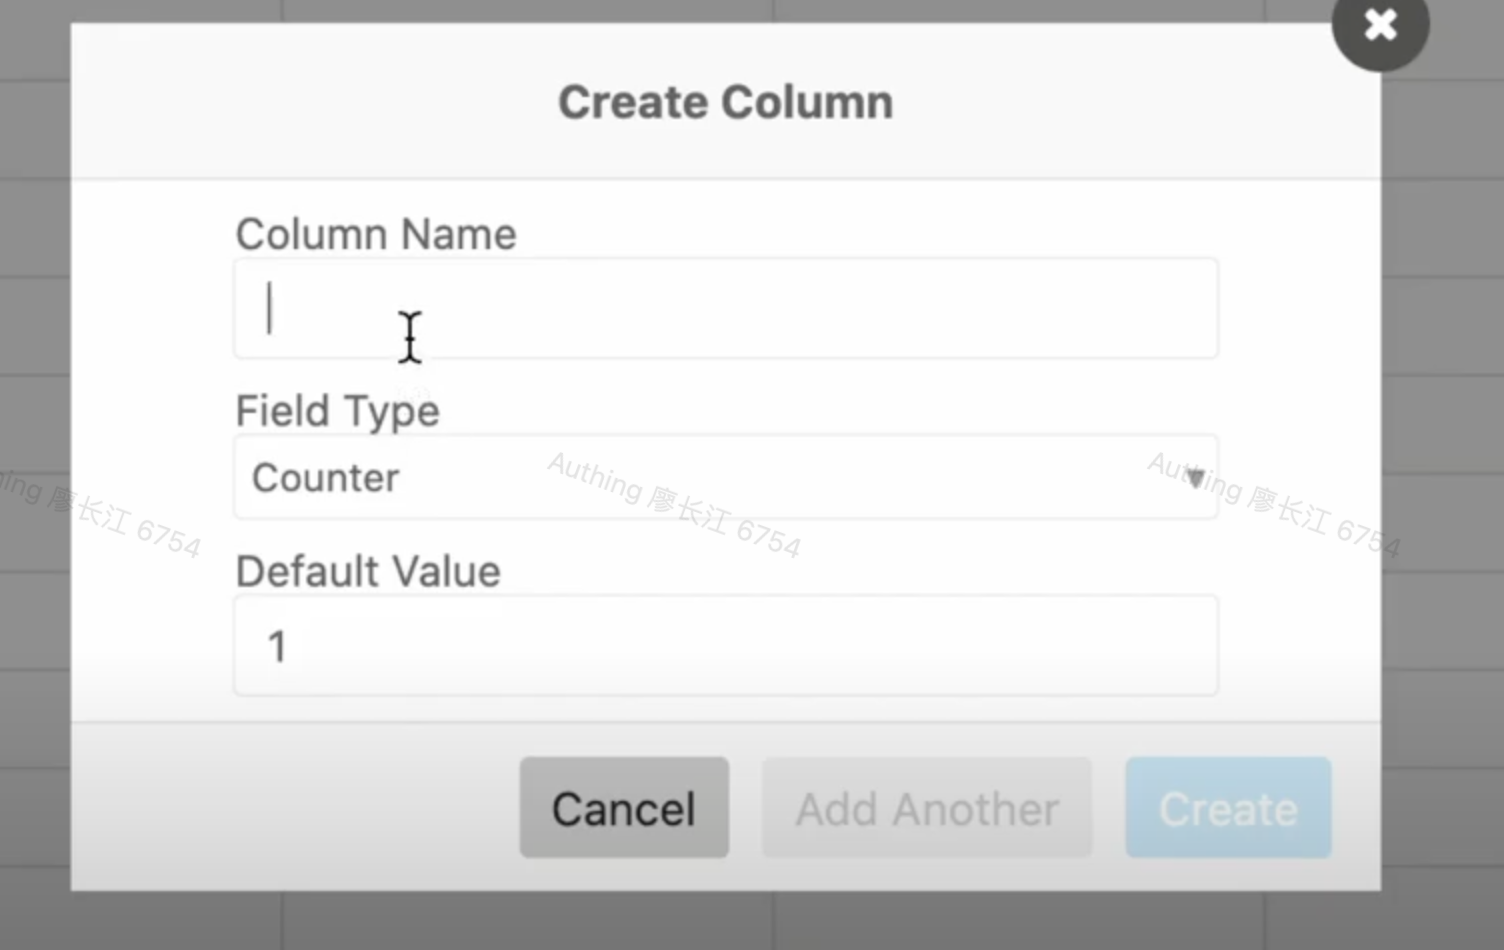 Create Column
Column Name
Field Type
Counter
Default Value
1
Cancel
Add Another
Create
hing 廖长江 6754
Authing 廖长江 6754
Authing 廖长江 6754